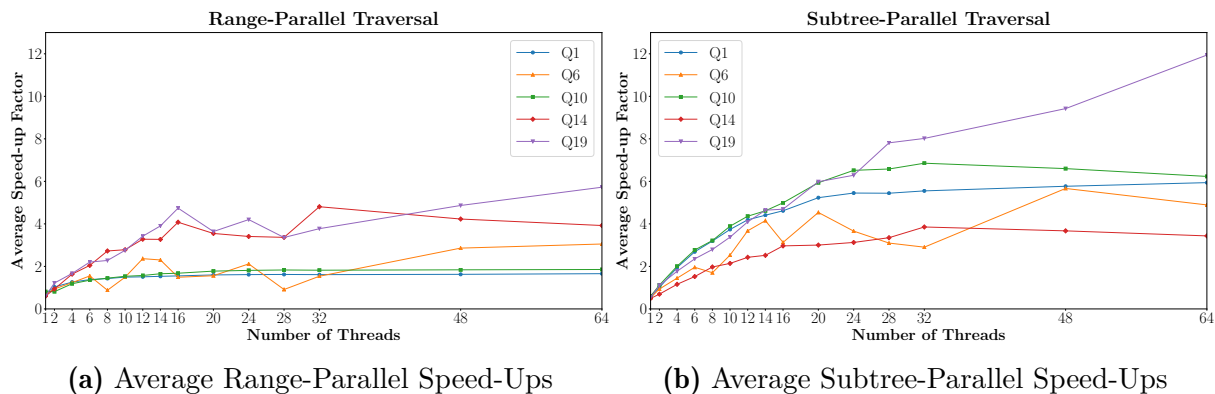 Range-Parallel Traversal
Average Speed-up Factor
12
10
8
6
4
2
0
Q1
Q6
Q10
Q14
Q19
1 2 4 6 8 10 12 14 16 20 24 28 32 48 64
Number of Threads
(a) Average Range-Parallel Speed-Ups
Subtree-Parallel Traversal
Average Speed-up Factor
12
10
8
6
4
2
0
Q1
Q6
Q10
Q14
Q19
1 2 4 6 8 10 12 14 16 20 24 28 32 48 64
Number of Threads
(b) Average Subtree-Parallel Speed-Ups